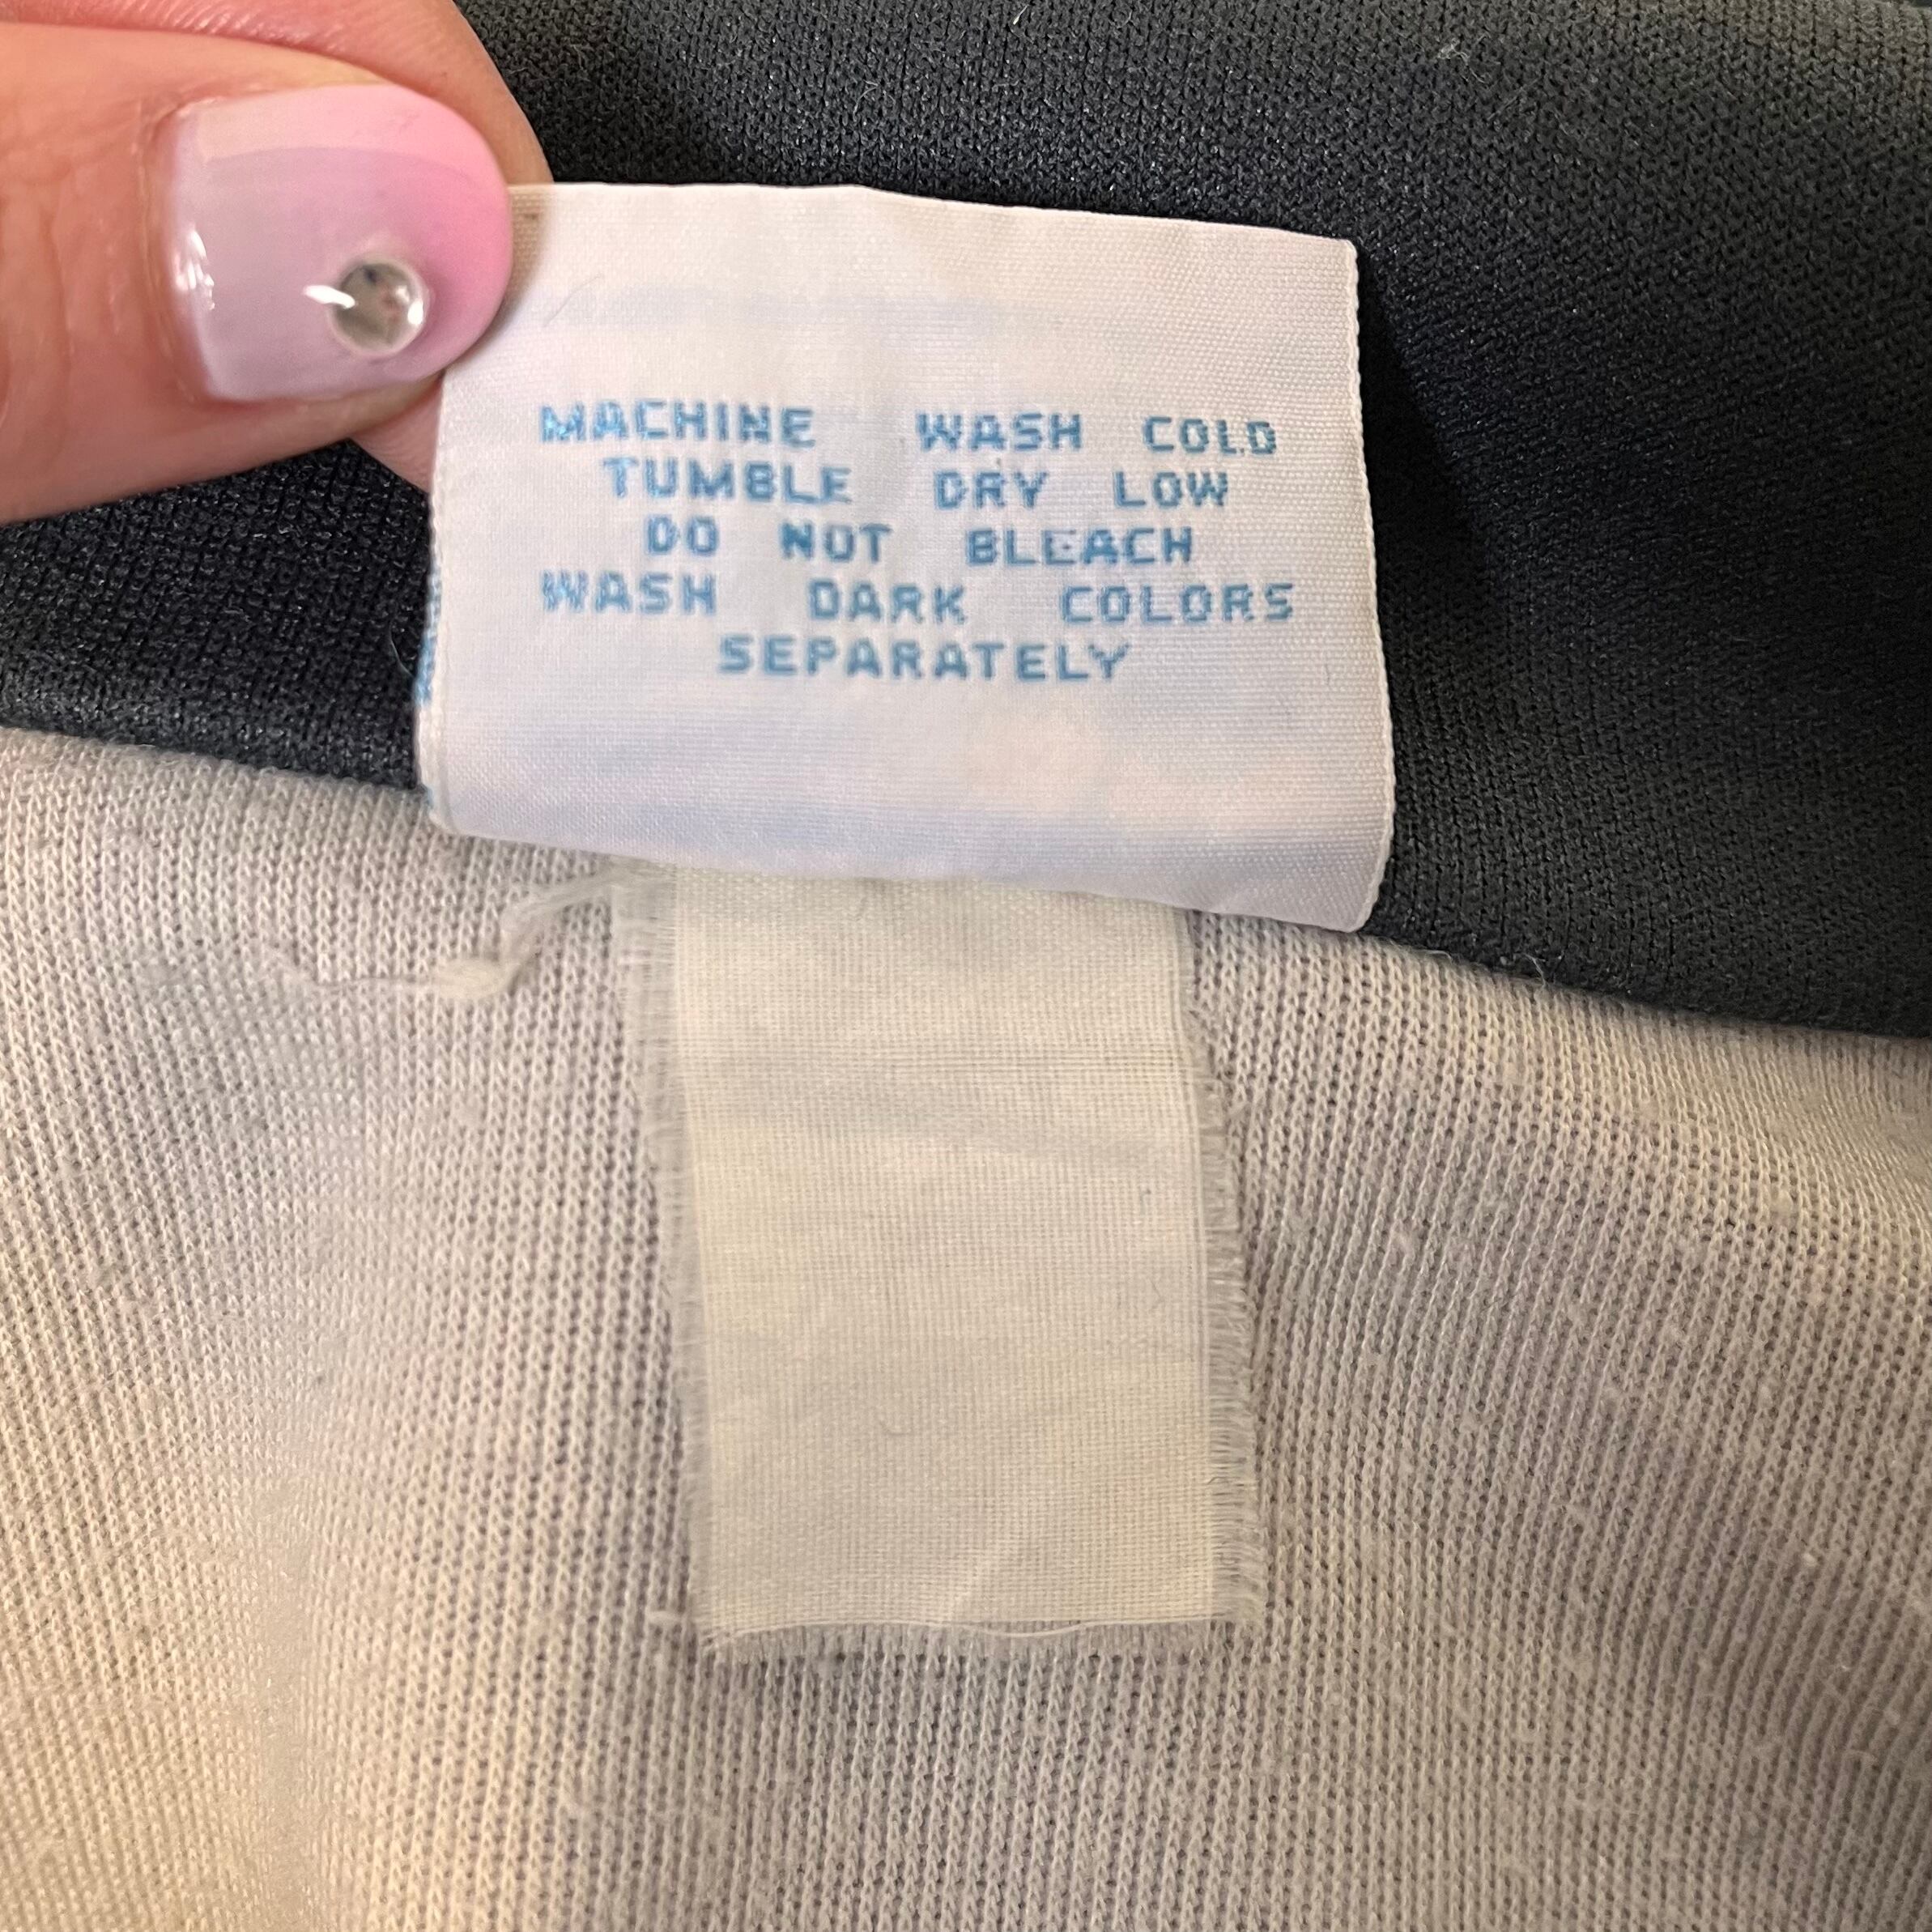 MACHINE WASH COLD
TUMBLE DRY LOW
DO NOT BLEACH
WASH DARK COLORS
SEPARATELY